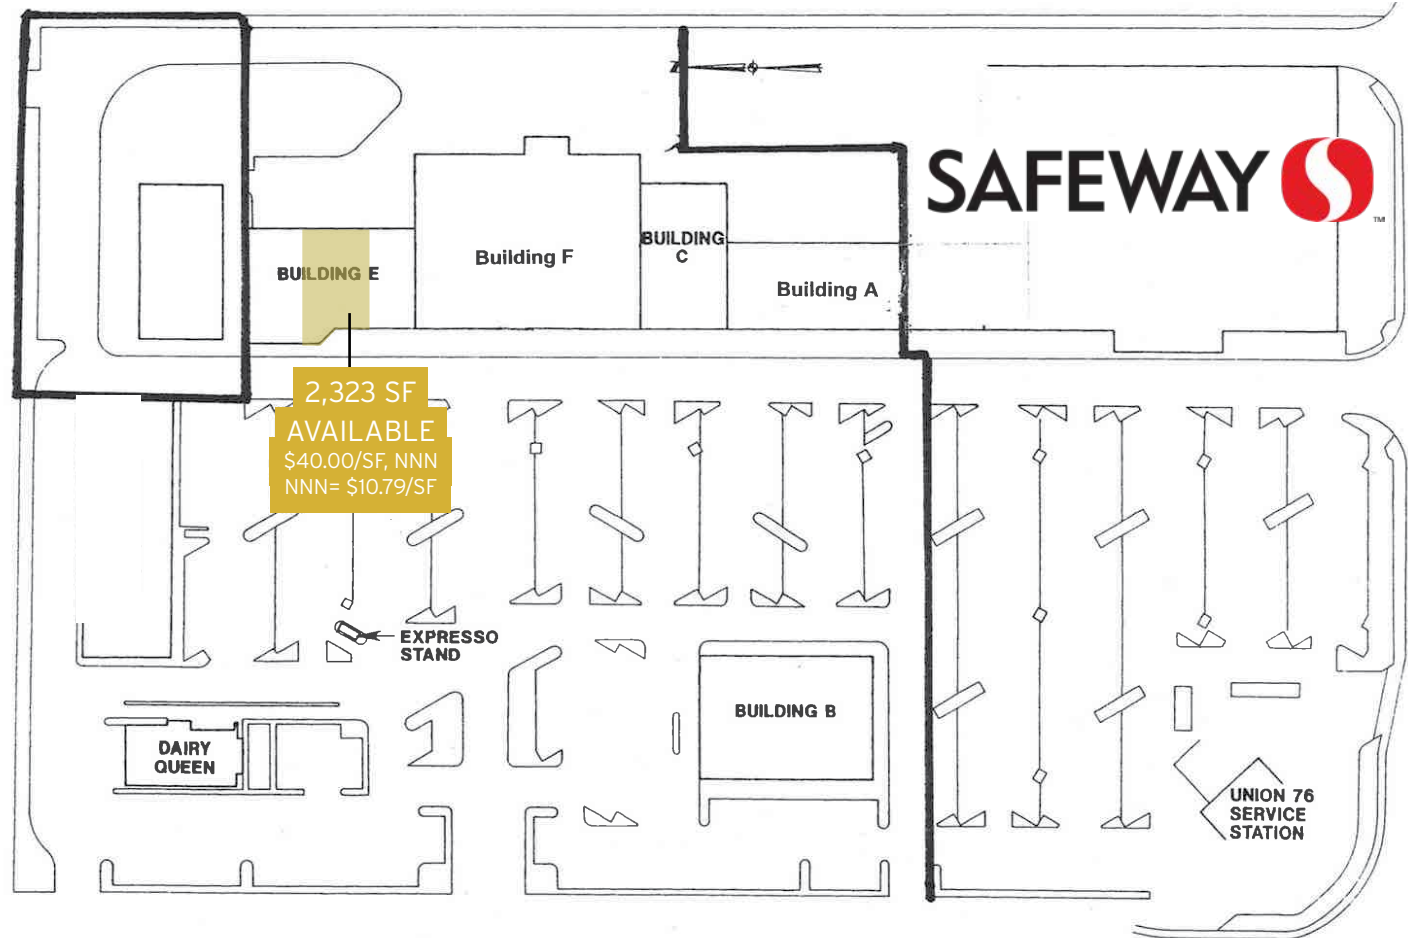 N
SAFEWAY
TM
BUILDING
C
Building F
BUILDING E
Building A
2,323 SF
AVAILABLE
$40.00/SF, NNN
NNN= $10.79/SF
EXPRESSO
STAND
BUILDING B
DAIRY
QUEEN
UNION 76
SERVICE
STATION